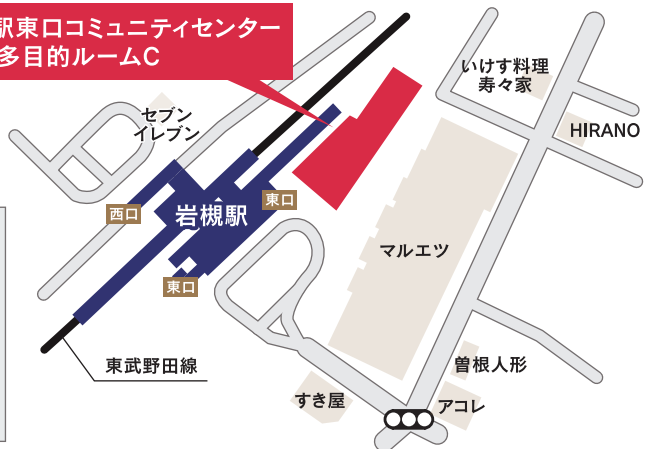 駅東口コミュニティセンター
多目的ルームC
いけす料理
寿々家
セブン
イレブン
HIRANO
西口
岩槻駅
東口
マルエツ
東口
東武野田線
曽根人形
すき屋
アコレ